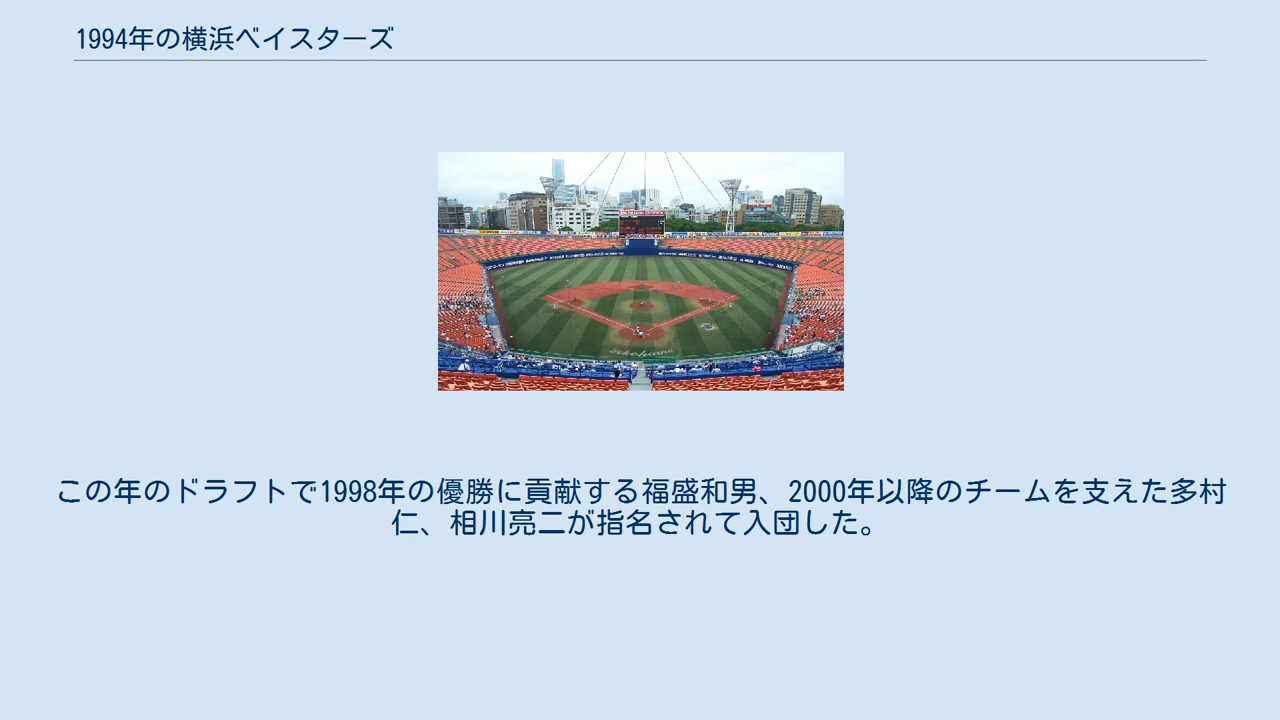 1994年の横浜ベイスターズ
Yokohama
この年のドラフトで1998年の優勝に貢献する福盛和男、2000年以降のチームを支えた多村
仁、相川亮二が指名されて入団した。